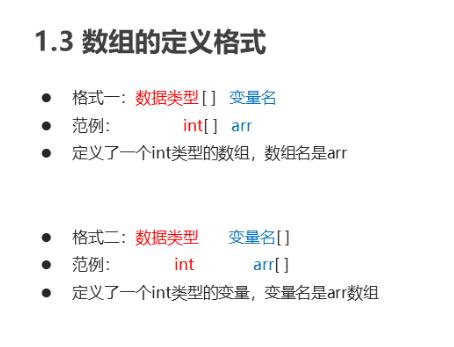 1.3 数组的定义格式
● 格式一：数据类型[ ] 变量名
● 范例： int[ ] arr
● 定义了一个int类型的数组，数组名是arr
● 格式二：数据类型 变量名[ ]
● 范例： int arr[ ]
● 定义了一个int类型的变量，变量名是arr数组